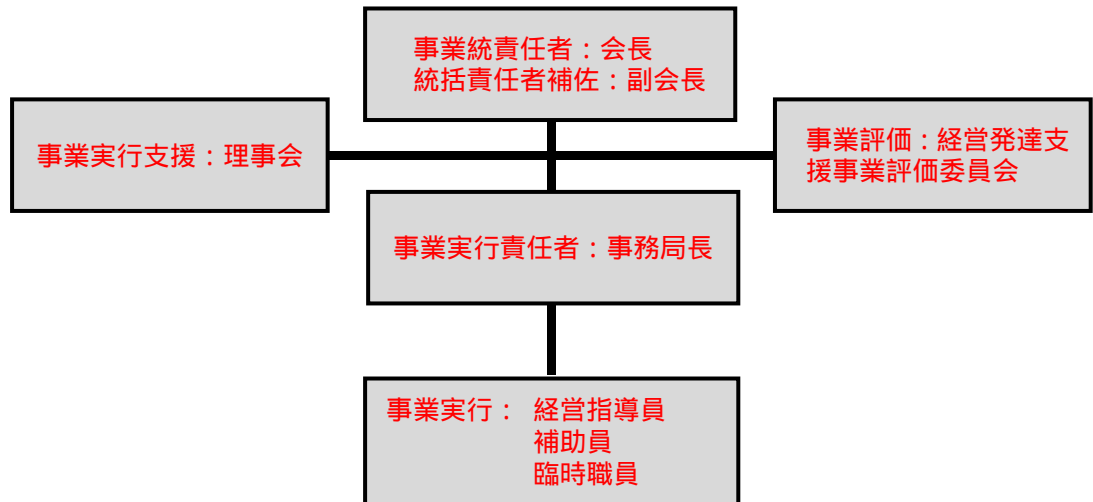 事業統責任者：会長
統括責任者補佐：副会長
事業実行支援：理事会
事業評価：経営発達支
援事業評価委員会
事業実行責任者：事務局長
事業実行： 経営指導員
補助員
臨時職員